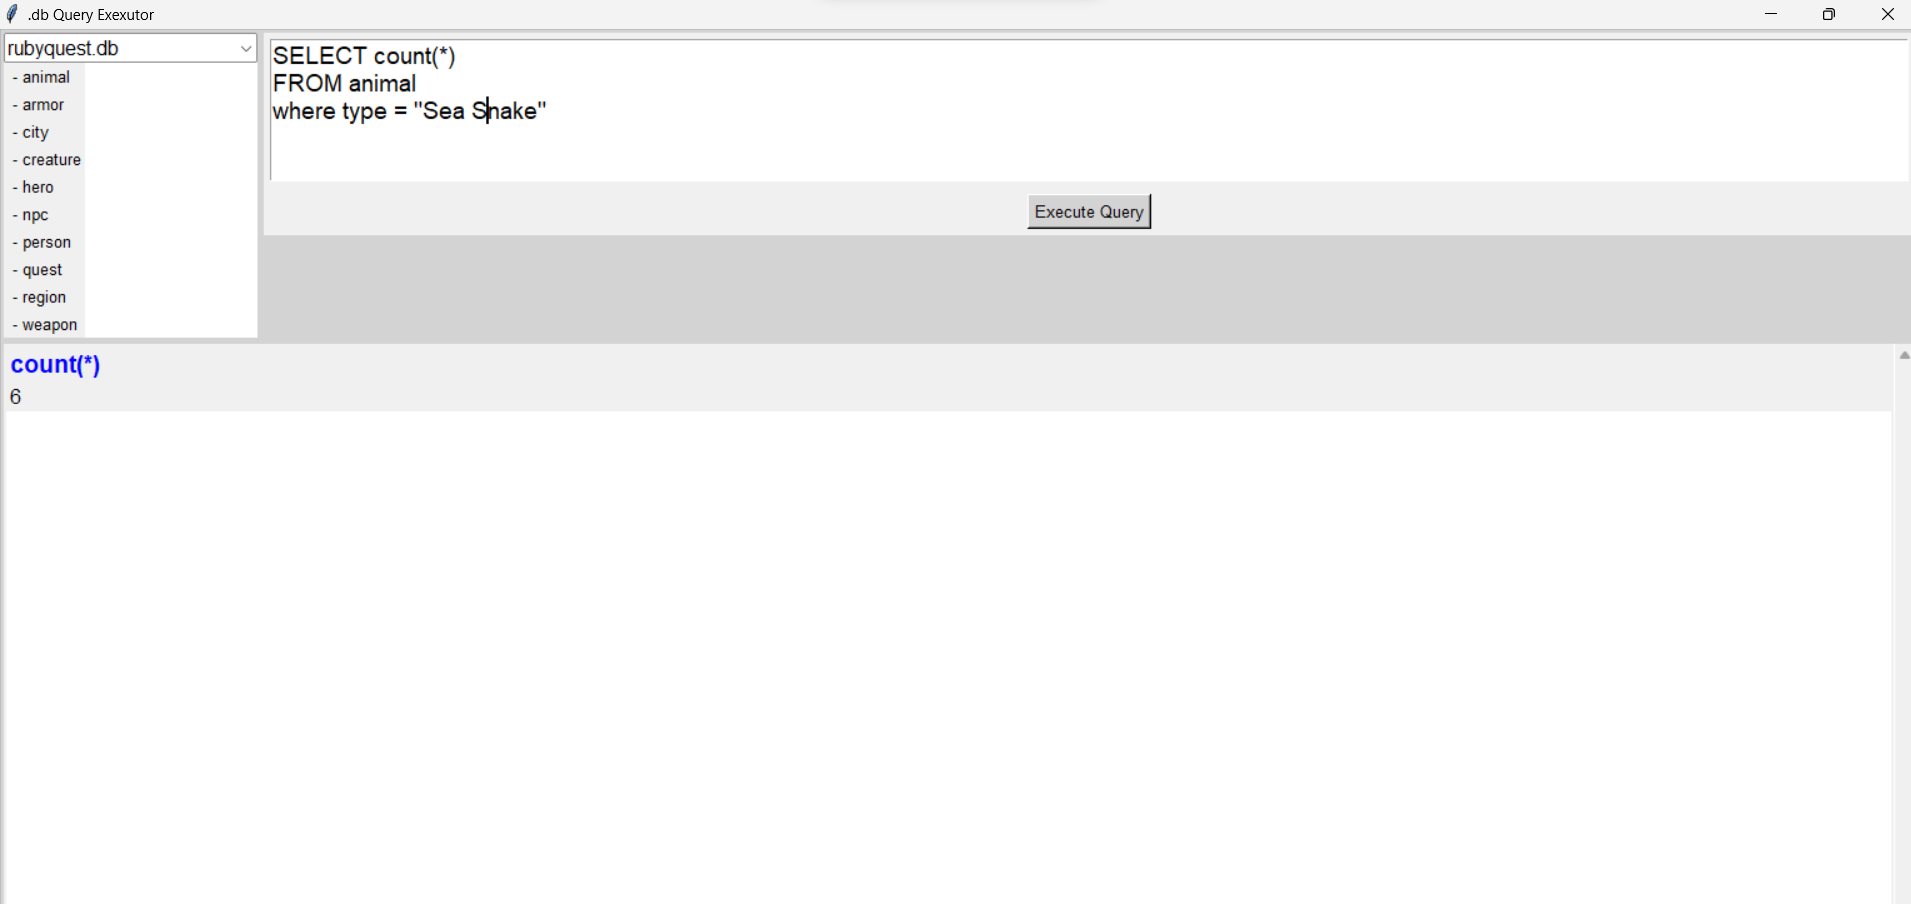 .db Query Exexutor
rubyquest.db
- animal
- armor
- city
- creature
- hero
- npc
- person
- quest
- region
- weapon
SELECT count(*)
FROM animal
where type = "Sea Snake"
Execute Query
count(*)
6